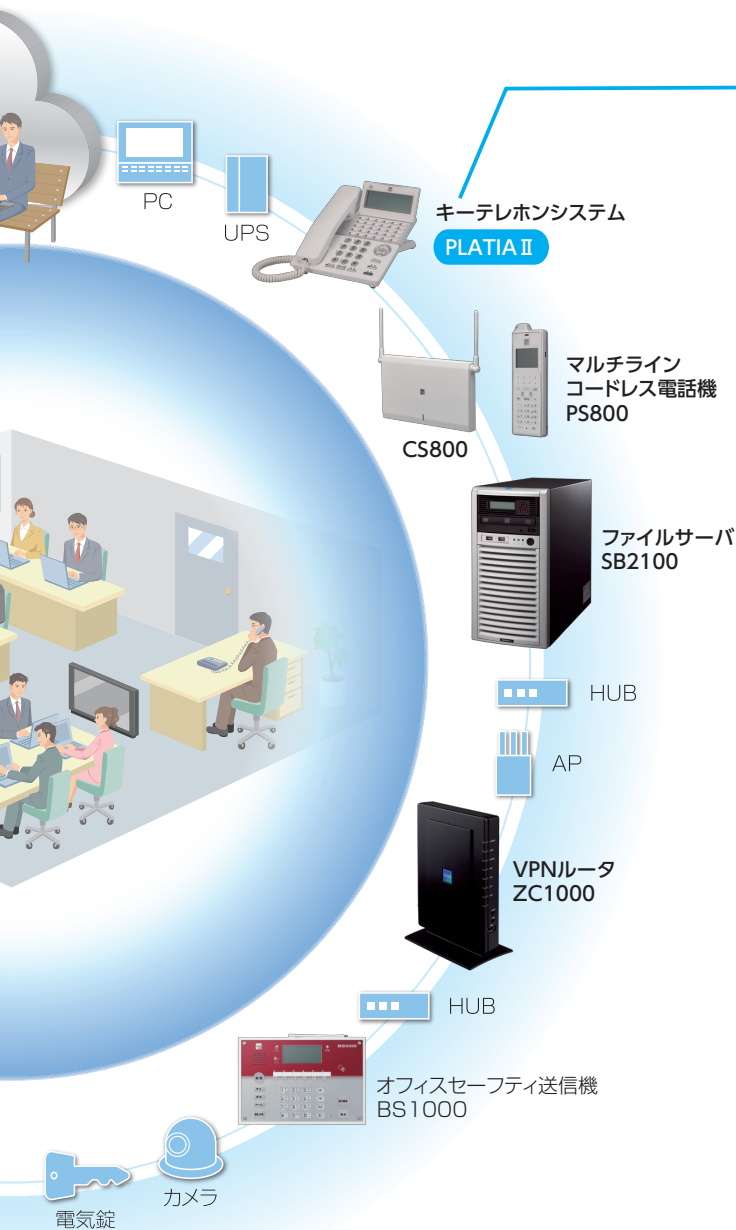 PC
UPS
キーテレホンシステム
PLATIAⅡ
マルチライン
コードレス電話機
PS800
CS800
ファイルサーバ
SB2100
HUB
AP
VPNルータ
ZC1000
HUB
オフィスセーフティ送信機
BS1000
カメラ
電気錠